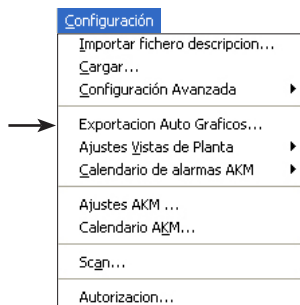 Configuración
Importar fichero descripcion...
Cargar...
Configuración Avanzada
Exportacion Auto Graficos...
Ajustes Vistas de Planta
Calendario de alarmas AKM
Ajustes AKM ...
Calendario AKM...
Scan...
Autorizacion...